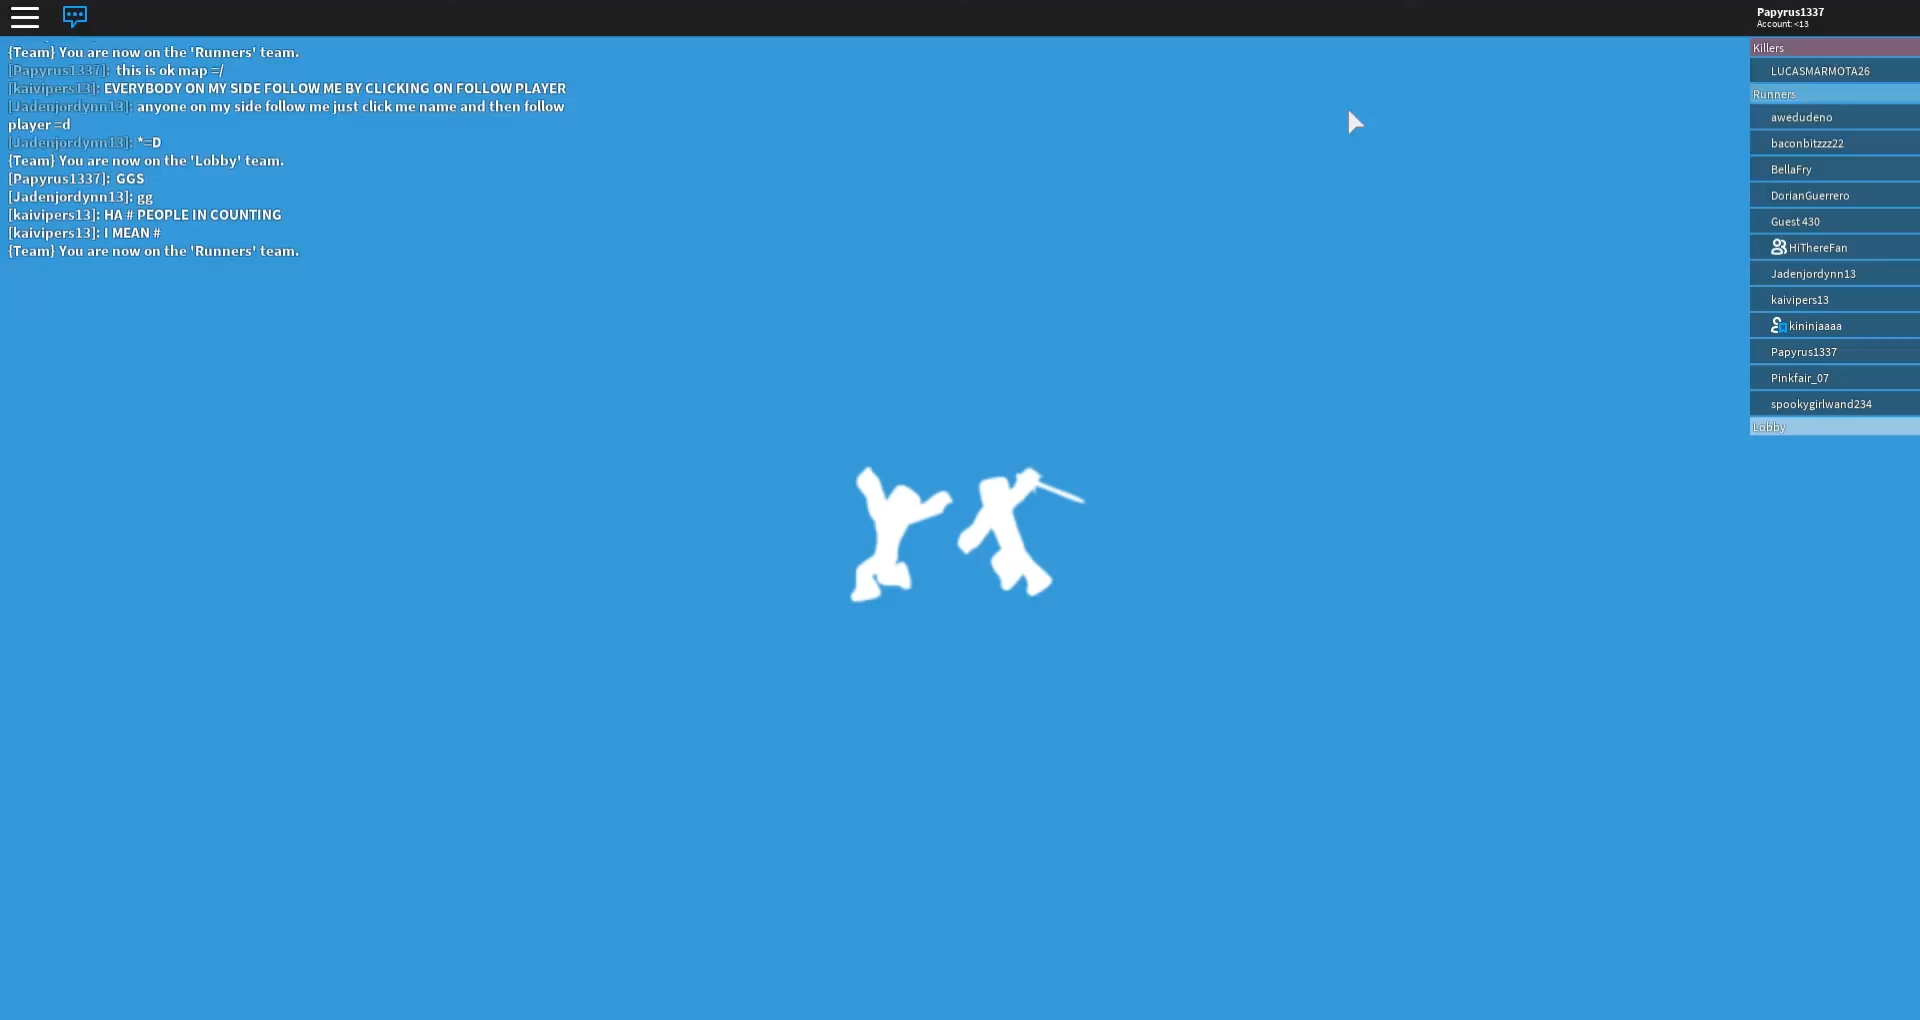 Papyrus1337
Account: <13
{Team} You are now on the 'Runners' team.
[Papyrus1337]: this is ok map =/
[kaivipers13]: EVERYBODY ON MY SIDE FOLLOW ME BY CLICKING ON FOLLOW PLAYER
[Jadenjordynn13]: anyone on my side follow me just click me name and then follow
player =d
[Jadenjordynn13]: *=D
{Team} You are now on the 'Lobby' team.
[Papyrus1337]: GGS
[Jadenjordynn13]: gg
[kaivipers13]: HA # PEOPLE IN COUNTING
[kaivipers13]: I MEAN #
{Team} You are now on the 'Runners' team.
Killers
LUCASMARMOTA26
Runners
awedudeno
baconbitzzz22
BellaFry
DorianGuerrero
Guest 430
HiThereFan
Jadenjordynn13
kaivipers13
kininjaaaa
Papyrus1337
Pinkfair_07
spookygirlwand234
Lobby